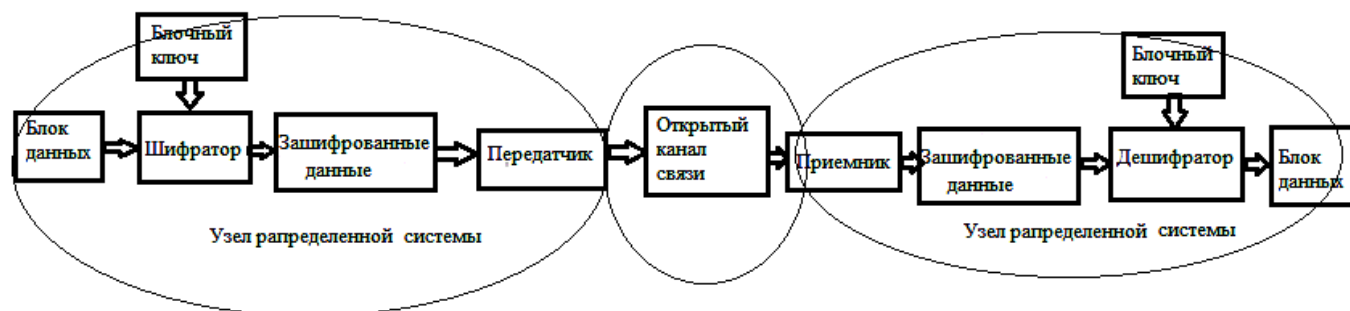 Блочный
ключ
Блок
данных
Шифратор
Зашифрованные
данные
Передатчик
Узел рапределенной системы
Открытый
канал
связи
Приемник
Зашифрованные
данные
Блочный
ключ
Дешифратор
Блок
данных
Узел рапределенной системы